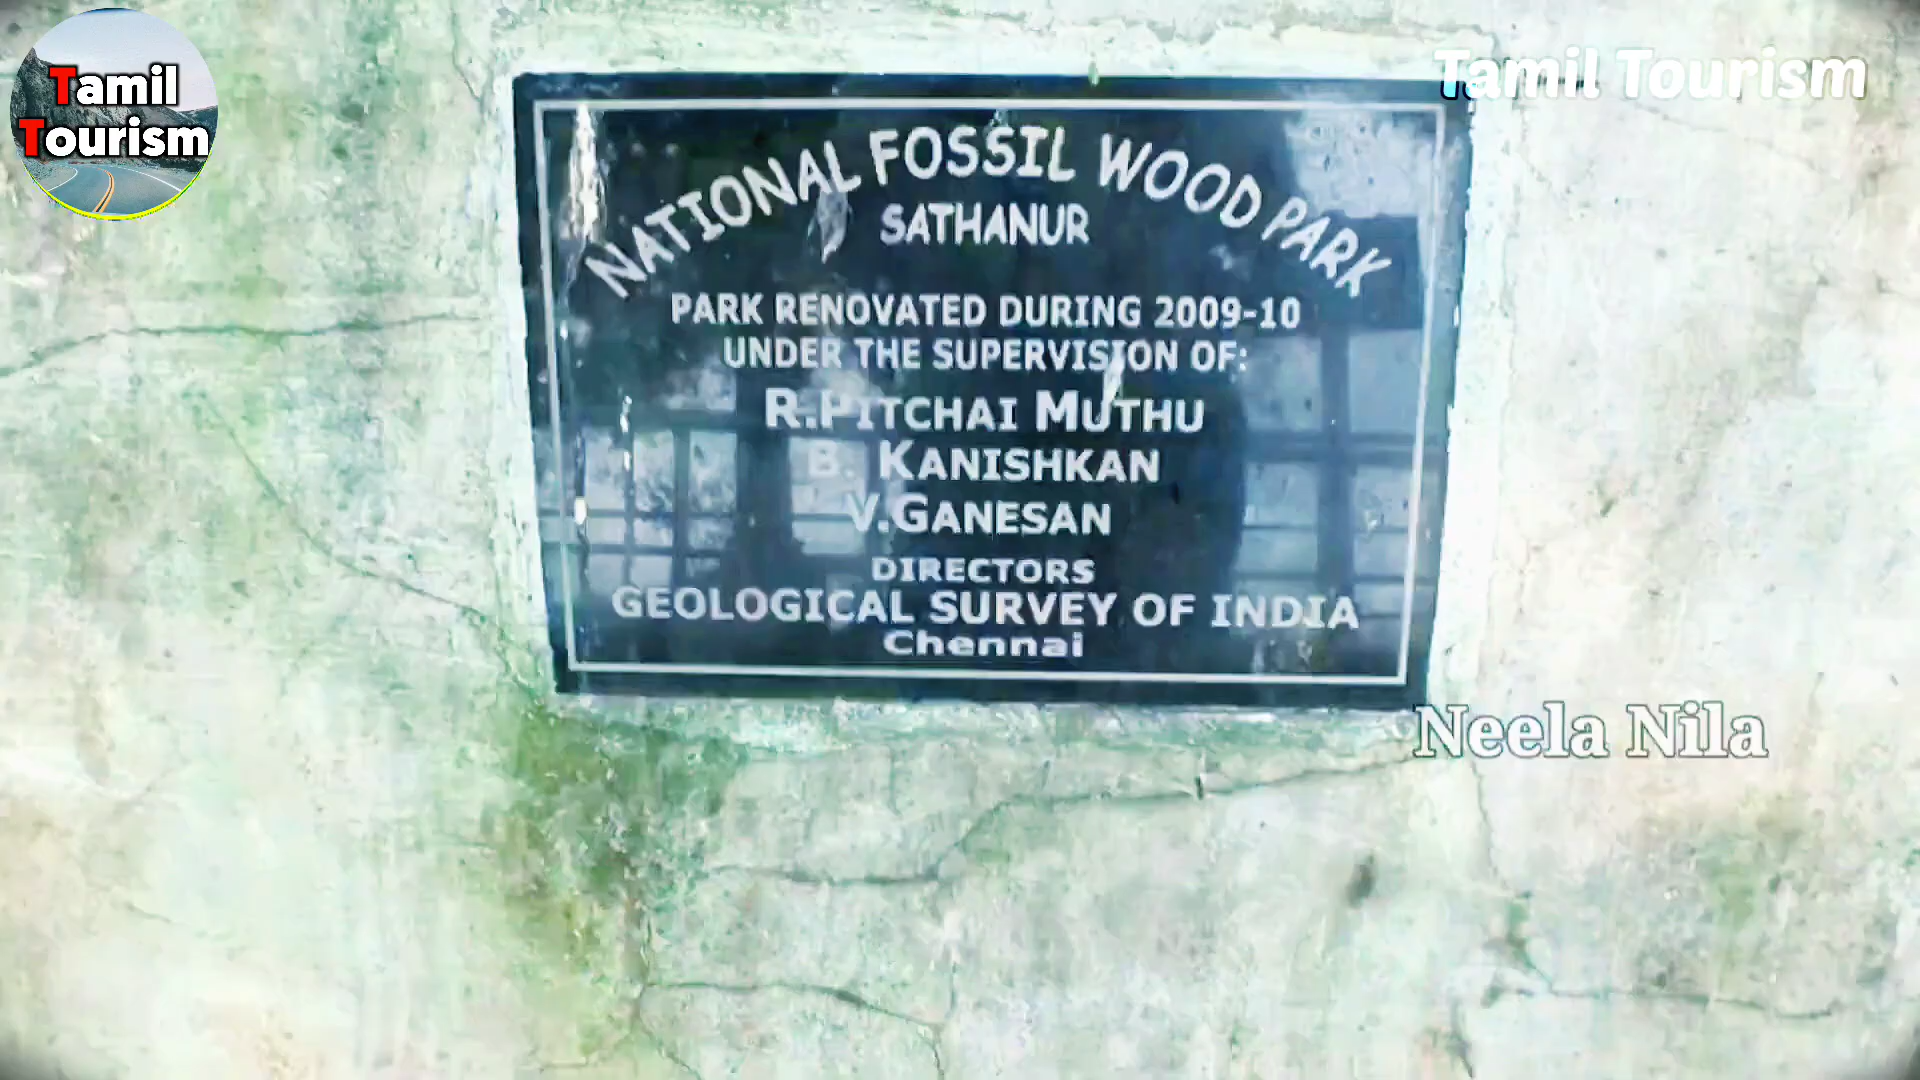 Tamil
Tourism
Tamil Tourism
NATIONAL FOSSIL WOOD PARK
SATHANUR
PARK RENOVATED DURING 2009-10
UNDER THE SUPERVISION OF:
R.PITCHAI MUTHU
B. KANISHKAN
V.GANESAN
DIRECTORS
GEOLOGICAL SURVEY OF INDIA
Chennai
Neela Nila